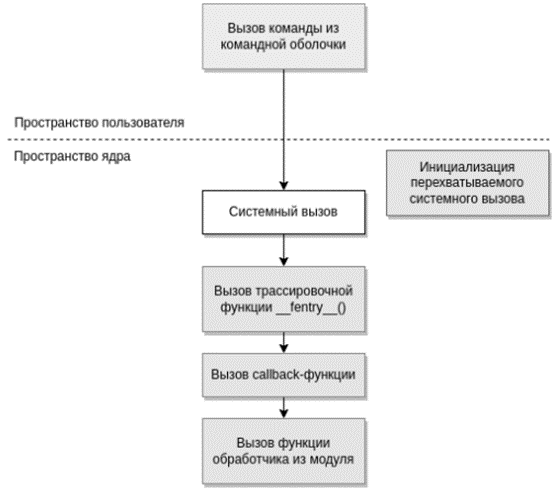 Вызов команды из
командной оболочки
Пространство пользователя
Пространство ядра
Инициализация
перехватываемого
системного вызова
Системный вызов
Вызов трассировочной
функции __fentry__()
Вызов callback-функции
Вызов функции
обработчика из модуля